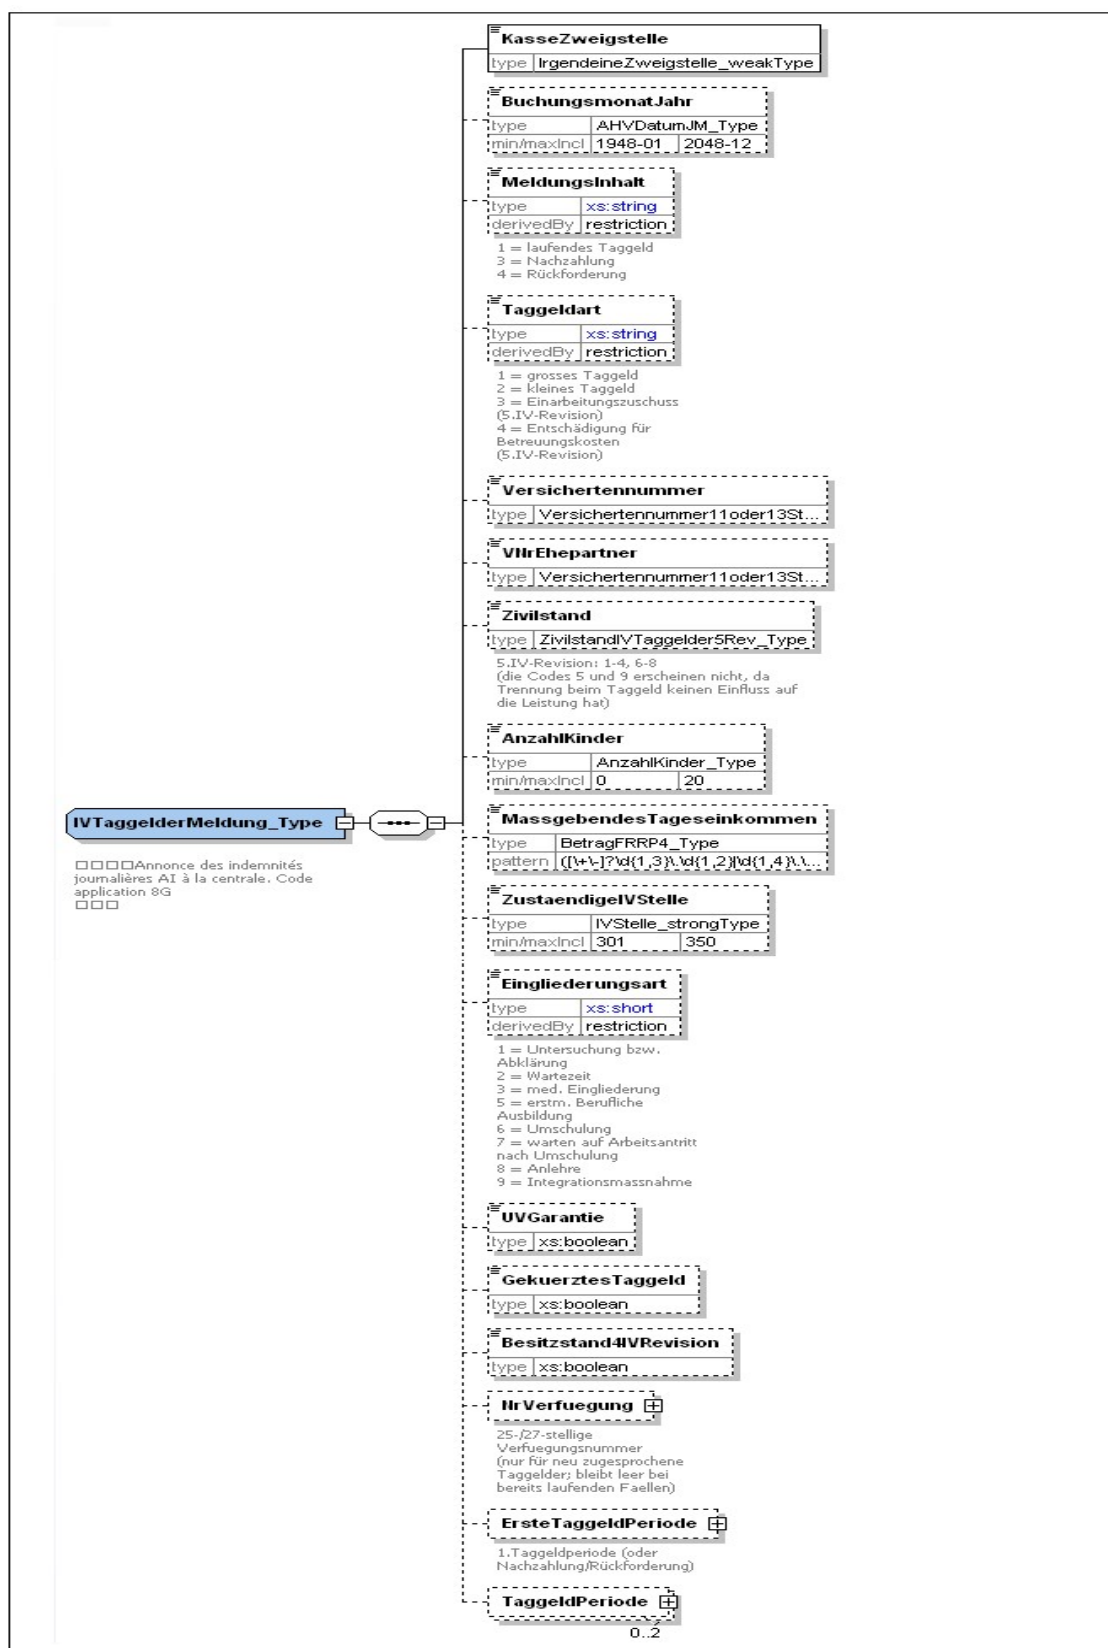 KasseZweigstelle
type IrgendeineZweigstelle_weakType
BuchungsmonatJahr
type AHVDatumJM_Type
min/maxIncl 1948-01 2048-12
MeldungsInhalt
type xs:string
derivedBy restriction
1 = laufendes Taggeld
3 = Nachzahlung
4 = Rückforderung
Taggeldart
type xs:string
derivedBy restriction
1 = grosses Taggeld
2 = kleines Taggeld
3 = Einarbeitungszuschuss
(5.IV-Revision)
4 = Entschädigung für
Betreuungskosten
(5.IV-Revision)
Versichertennummer
type Versichertennummer11oder13St...
VNrEhepartner
type Versichertennummer11oder13St...
Zivilstand
type ZivilstandIVTaggelder5Rev_Type
5.IV-Revision: 1-4, 6-8
(die Codes 5 und 9 erscheinen nicht, da
Trennung beim Taggeld keinen Einfluss auf
die Leistung hat)
AnzahlKinder
type AnzahlKinder_Type
min/maxIncl 0 20
IVTaggelderMeldung_Type
Annonce des indemnités
journalières AI à la centrale. Code
application 8G
MassgebendesTageseinkommen
type BetragFRRP4_Type
pattern ([\+\-]?\d{1,3}\.\d{1,2}|\d{1,4}\.\...
ZustaendigeIVStelle
type IVStelle_strongType
min/maxIncl 301 350
Eingliederungsart
type xs:short
derivedBy restriction
1 = Untersuchung bzw.
Abklärung
2 = Wartezeit
3 = med. Eingliederung
5 = erstm. Berufliche
Ausbildung
6 = Umschulung
7 = warten auf Arbeitsantritt
nach Umschulung
8 = Anlehre
9 = Integrationsmassnahme
UVGarantie
type xs:boolean
GekuerztesTaggeld
type xs:boolean
Besitzstand4IVRevision
type xs:boolean
NrVerfuegung
25-/27-stellige
Verfuegungsnummer
(nur für neu zugesprochene
Taggelder; bleibt leer bei
bereits laufenden Faellen)
ErsteTaggeldPeriode
1.Taggeldperiode (oder
Nachzahlung/Rückforderung)
TaggeldPeriode
0..2